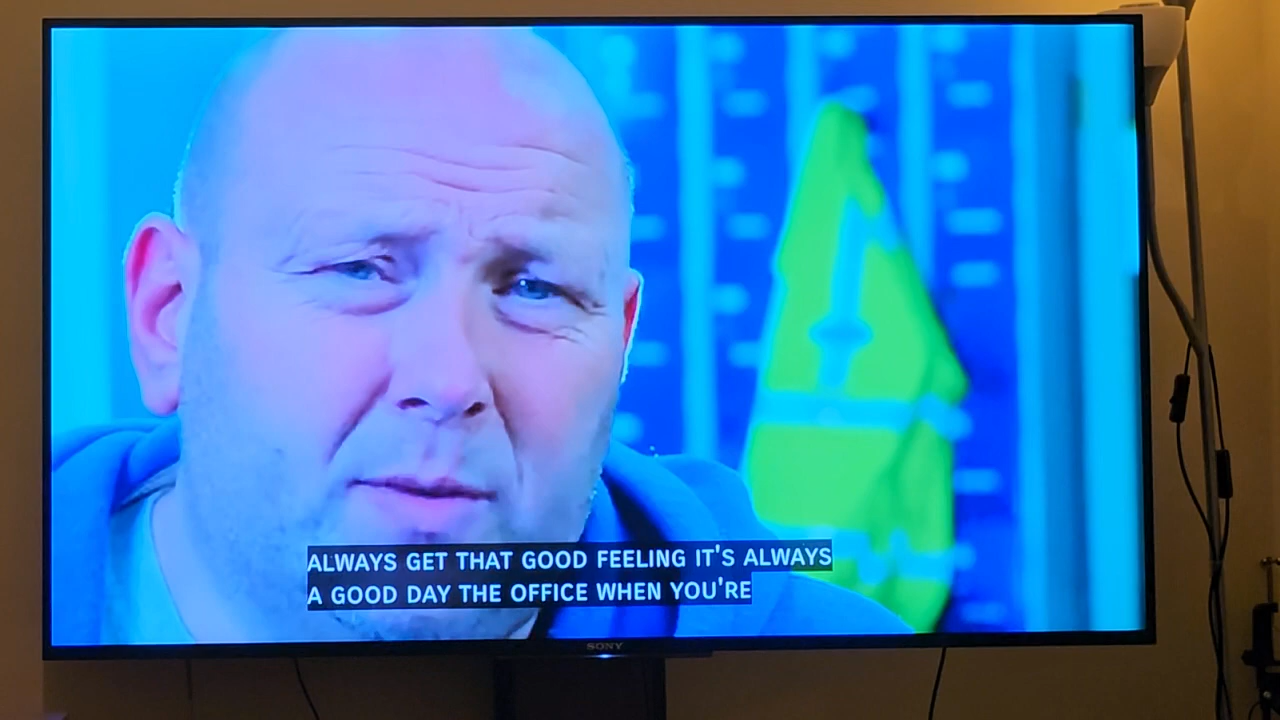 ALWAYS GET THAT GOOD FEELING IT'S ALWAYS
A GOOD DAY THE OFFICE WHEN YOU'RE
SONY